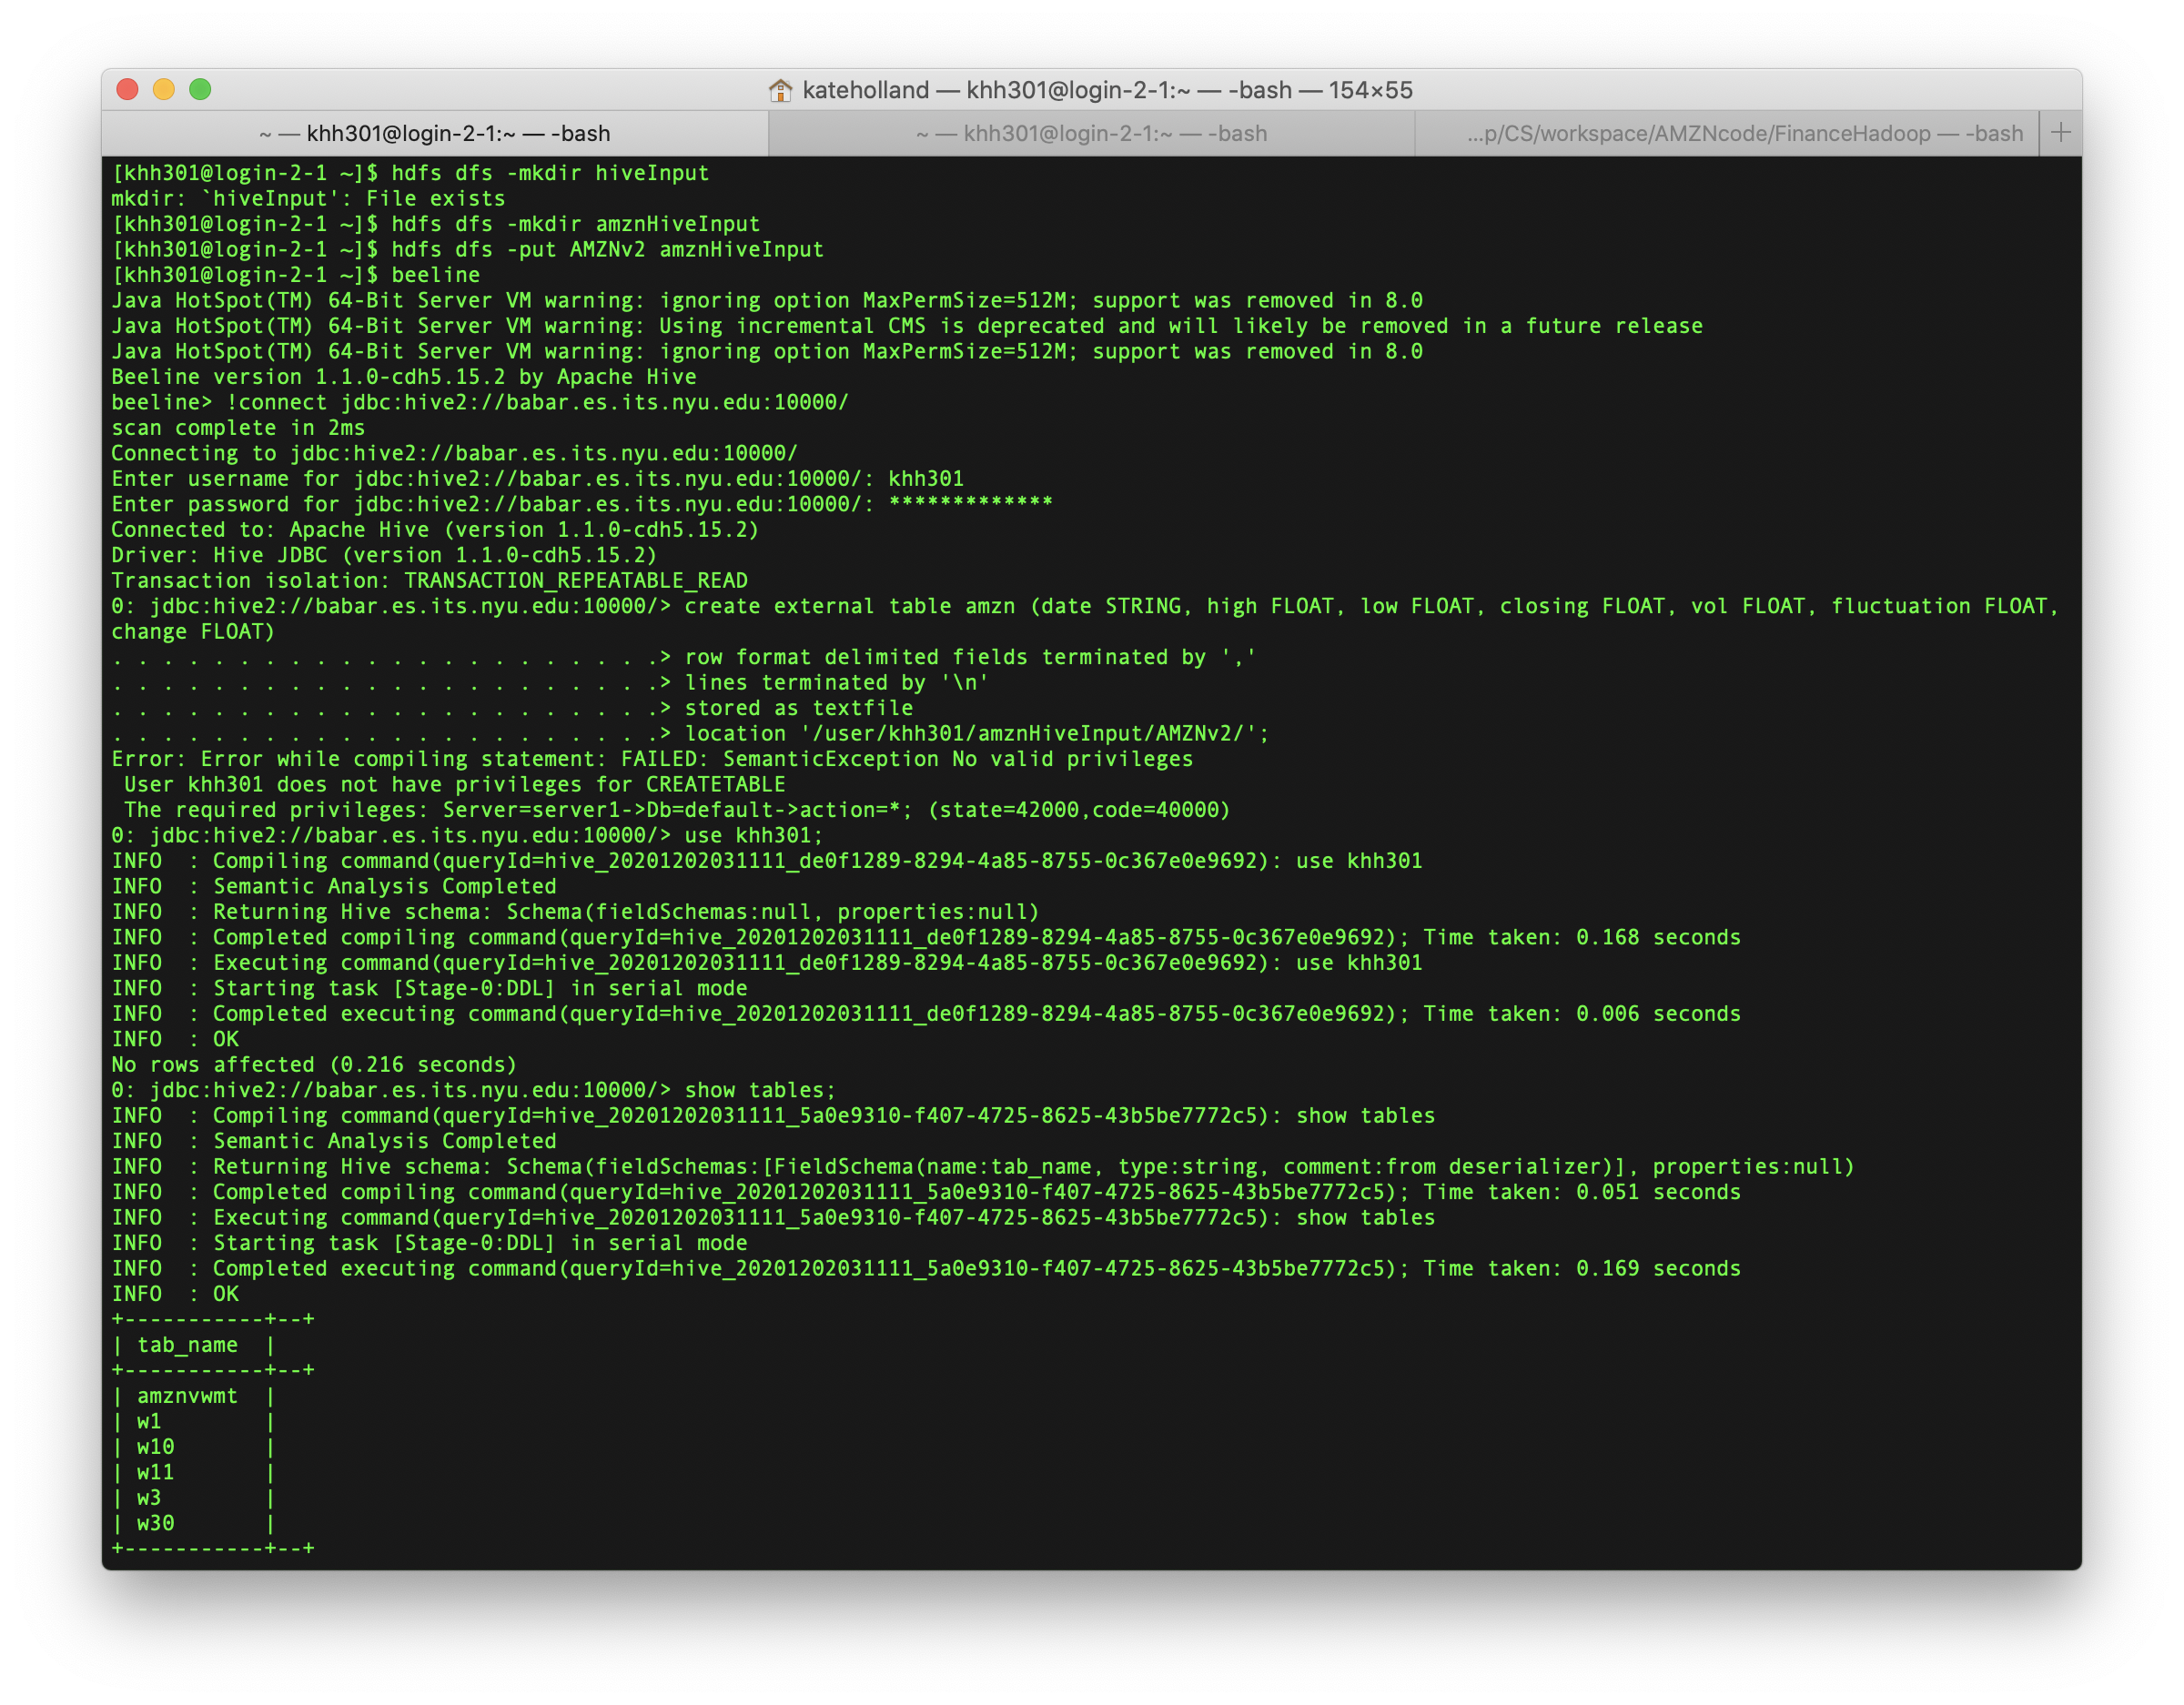 kateholland — khh301@login-2-1:~ — -bash — 154×55
~ — khh301@login-2-1:~ — -bash
~ — khh301@login-2-1:~ — -bash
...p/CS/workspace/AMZNcode/FinanceHadoop — -bash
[khh301@login-2-1 ~]$ hdfs dfs -mkdir hiveInput
mkdir: `hiveInput': File exists
[khh301@login-2-1 ~]$ hdfs dfs -mkdir amznHiveInput
[khh301@login-2-1 ~]$ hdfs dfs -put AMZNv2 amznHiveInput
[khh301@login-2-1 ~]$ beeline
Java HotSpot(TM) 64-Bit Server VM warning: ignoring option MaxPermSize=512M; support was removed in 8.0
Java HotSpot(TM) 64-Bit Server VM warning: Using incremental CMS is deprecated and will likely be removed in a future release
Java HotSpot(TM) 64-Bit Server VM warning: ignoring option MaxPermSize=512M; support was removed in 8.0
Beeline version 1.1.0-cdh5.15.2 by Apache Hive
beeline> !connect jdbc:hive2://babar.es.its.nyu.edu:10000/
scan complete in 2ms
Connecting to jdbc:hive2://babar.es.its.nyu.edu:10000/
Enter username for jdbc:hive2://babar.es.its.nyu.edu:10000/: khh301
Enter password for jdbc:hive2://babar.es.its.nyu.edu:10000/: *************
Connected to: Apache Hive (version 1.1.0-cdh5.15.2)
Driver: Hive JDBC (version 1.1.0-cdh5.15.2)
Transaction isolation: TRANSACTION_REPEATABLE_READ
0: jdbc:hive2://babar.es.its.nyu.edu:10000/> create external table amzn (date STRING, high FLOAT, low FLOAT, closing FLOAT, vol FLOAT, fluctuation FLOAT,
change FLOAT)
. . . . . . . . . . . . . . . . . . . . . .> row format delimited fields terminated by ','
. . . . . . . . . . . . . . . . . . . . . .> lines terminated by '\n'
. . . . . . . . . . . . . . . . . . . . . .> stored as textfile
. . . . . . . . . . . . . . . . . . . . . .> location '/user/khh301/amznHiveInput/AMZNv2/';
Error: Error while compiling statement: FAILED: SemanticException No valid privileges
 User khh301 does not have privileges for CREATETABLE
 The required privileges: Server=server1->Db=default->action=*; (state=42000,code=40000)
0: jdbc:hive2://babar.es.its.nyu.edu:10000/> use khh301;
INFO  : Compiling command(queryId=hive_20201202031111_de0f1289-8294-4a85-8755-0c367e0e9692): use khh301
INFO  : Semantic Analysis Completed
INFO  : Returning Hive schema: Schema(fieldSchemas:null, properties:null)
INFO  : Completed compiling command(queryId=hive_20201202031111_de0f1289-8294-4a85-8755-0c367e0e9692); Time taken: 0.168 seconds
INFO  : Executing command(queryId=hive_20201202031111_de0f1289-8294-4a85-8755-0c367e0e9692): use khh301
INFO  : Starting task [Stage-0:DDL] in serial mode
INFO  : Completed executing command(queryId=hive_20201202031111_de0f1289-8294-4a85-8755-0c367e0e9692); Time taken: 0.006 seconds
INFO  : OK
No rows affected (0.216 seconds)
0: jdbc:hive2://babar.es.its.nyu.edu:10000/> show tables;
INFO  : Compiling command(queryId=hive_20201202031111_5a0e9310-f407-4725-8625-43b5be7772c5): show tables
INFO  : Semantic Analysis Completed
INFO  : Returning Hive schema: Schema(fieldSchemas:[FieldSchema(name:tab_name, type:string, comment:from deserializer)], properties:null)
INFO  : Completed compiling command(queryId=hive_20201202031111_5a0e9310-f407-4725-8625-43b5be7772c5); Time taken: 0.051 seconds
INFO  : Executing command(queryId=hive_20201202031111_5a0e9310-f407-4725-8625-43b5be7772c5): show tables
INFO  : Starting task [Stage-0:DDL] in serial mode
INFO  : Completed executing command(queryId=hive_20201202031111_5a0e9310-f407-4725-8625-43b5be7772c5); Time taken: 0.169 seconds
INFO  : OK
+-----------+--+
| tab_name  |
+-----------+--+
| amznvwmt  |
| w1        |
| w10       |
| w11       |
| w3        |
| w30       |
+-----------+--+